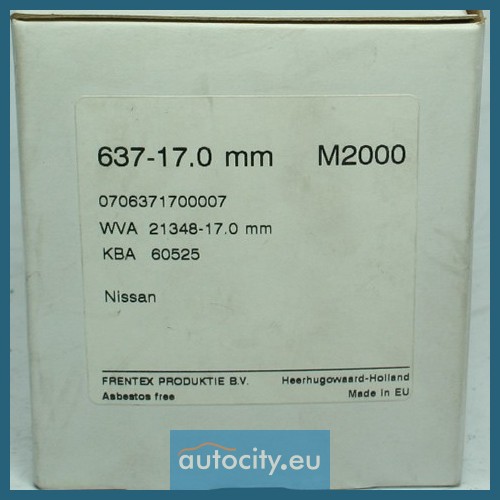 637-17.0 mm M2000
0706371700007
WVA 21348-17.0 mm
KBA 60525
Nissan
FRENTEX PRODUKTIE B.V. Heerhugowaard-Holland
Asbestos free Made in EU
autocity.eu